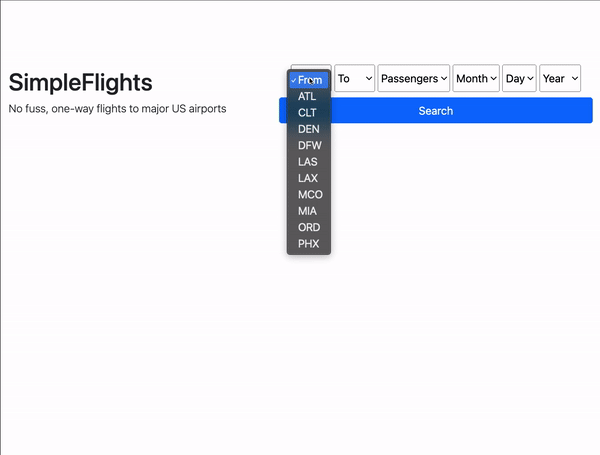 SimpleFlights
No fuss, one-way flights to major US airports
✓ From
ATL
CLT
DEN
DFW
LAS
LAX
MCO
MIA
ORD
PHX
To
Passengers
Month
Day
Year
Search